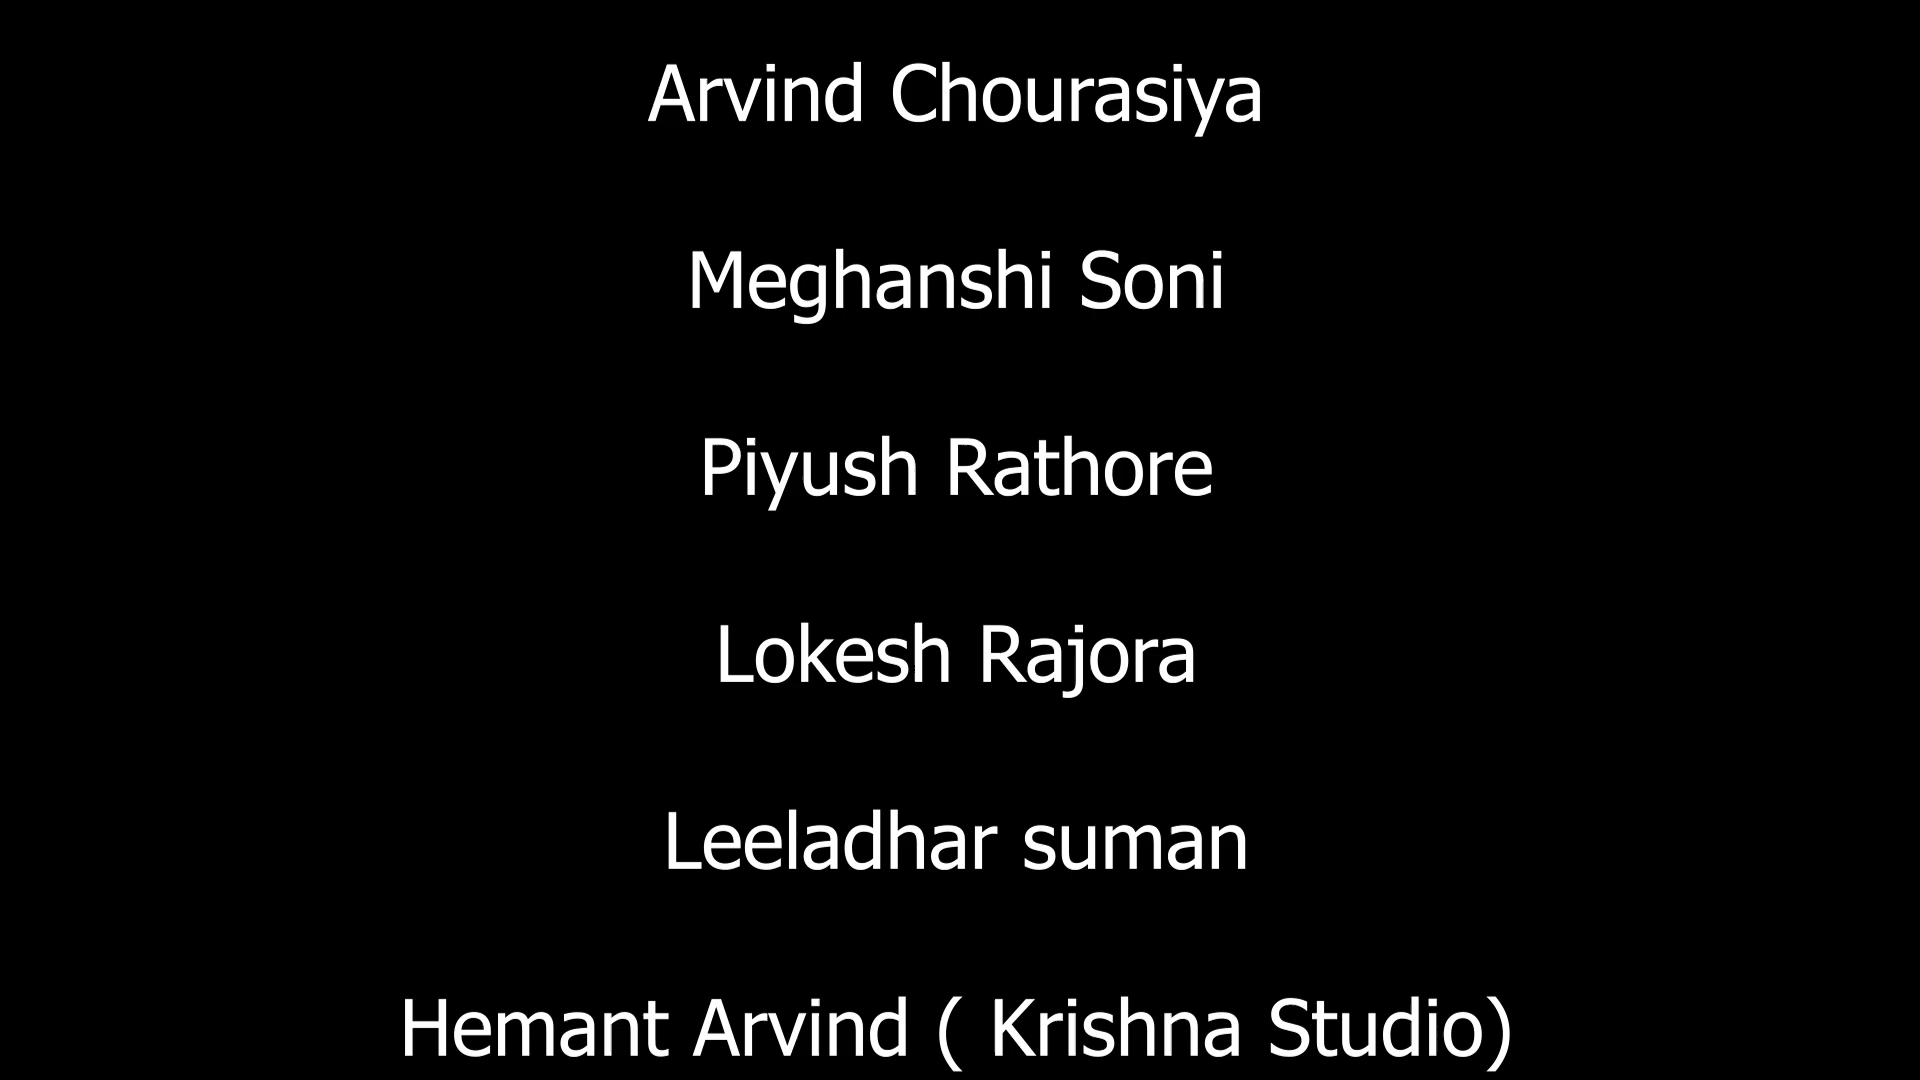 Arvind Chourasiya
Meghanshi Soni
Piyush Rathore
Lokesh Rajora
Leeladhar suman
Hemant Arvind ( Krishna Studio)